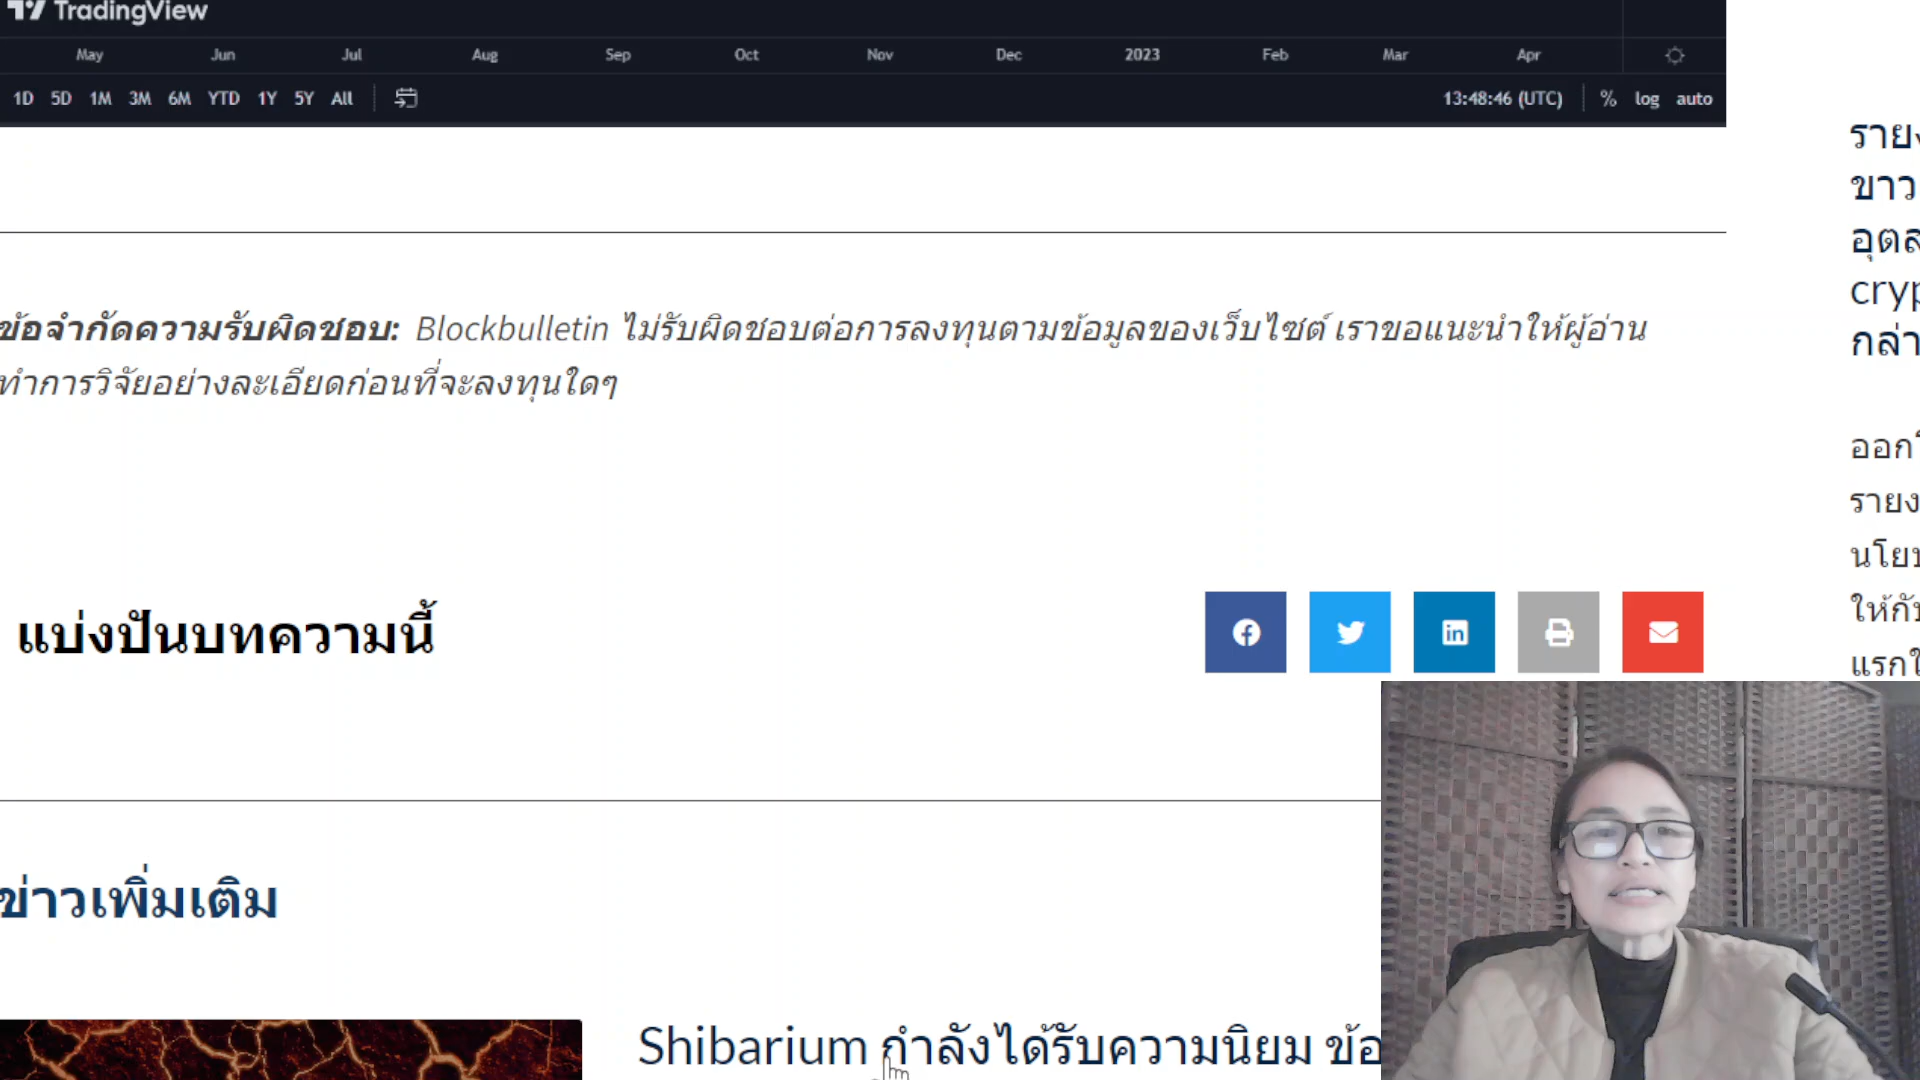 TradingView
May Jun Jul Aug Sep Oct Nov Dec 2023 Feb Mar Apr
1D 5D 1M 3M 6M YTD 1Y 5Y All 13:48:46 (UTC) % log auto
ข้อจำกัดความรับผิดชอบ: Blockbulletin ไม่รับผิดชอบต่อการลงทุนตามข้อมูลของเว็บไซต์ เราขอแนะนำให้ผู้อ่าน
ทำการวิจัยอย่างละเอียดก่อนที่จะลงทุนใดๆ
แบ่งปันบทความนี้
ข่าวเพิ่มเติม
Shibarium กำลังได้รับความนิยม
ขาว